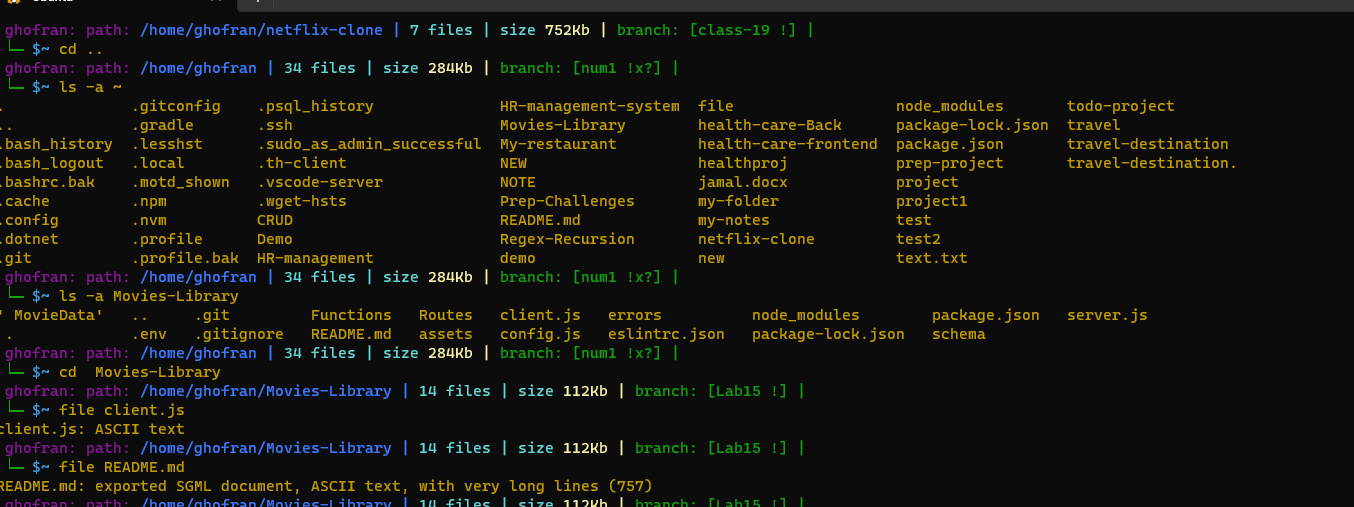 ghofran: path: /home/ghofran/netflix-clone | 7 files | size 752Kb | branch: [class-19 !] |
└─ $~ cd ..
ghofran: path: /home/ghofran | 34 files | size 284Kb | branch: [num1 !x?] |
└─ $~ ls -a ~
. .gitconfig .psql_history HR-management-system file node_modules todo-project
.. .gradle .ssh Movies-Library health-care-Back package-lock.json travel
.bash_history .lesshst .sudo_as_admin_successful My-restaurant health-care-frontend package.json travel-destination
.bash_logout .local .th-client NEW healthproj prep-project travel-destination.
.bashrc.bak .motd_shown .vscode-server NOTE jamal.docx project
.cache .npm .wget-hsts Prep-Challenges my-folder project1
.config .nvm CRUD README.md my-notes test
.dotnet .profile Demo Regex-Recursion netflix-clone test2
.git .profile.bak HR-management demo new text.txt
ghofran: path: /home/ghofran | 34 files | size 284Kb | branch: [num1 !x?] |
└─ $~ ls -a Movies-Library
' MovieData' .. .git Functions Routes client.js errors node_modules package.json server.js
. .env .gitignore README.md assets config.js eslintrc.json package-lock.json schema
ghofran: path: /home/ghofran | 34 files | size 284Kb | branch: [num1 !x?] |
└─ $~ cd  Movies-Library
ghofran: path: /home/ghofran/Movies-Library | 14 files | size 112Kb | branch: [Lab15 !] |
└─ $~ file client.js
client.js: ASCII text
ghofran: path: /home/ghofran/Movies-Library | 14 files | size 112Kb | branch: [Lab15 !] |
└─ $~ file README.md
README.md: exported SGML document, ASCII text, with very long lines (757)
ghofran: path: /home/ghofran/Movies-Library | 14 files | size 112Kb | branch: [Lab15 !] |